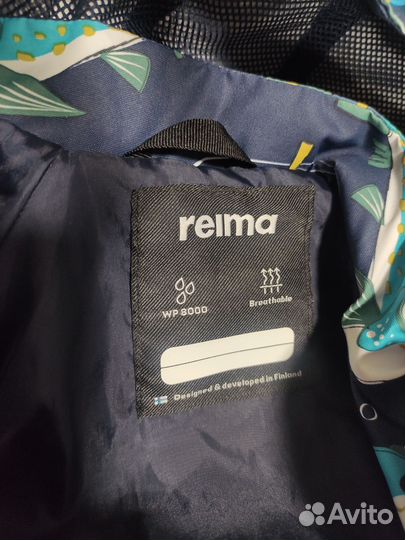 reima
WP 8000
Breathable
Designed & developed in Finland
Avito